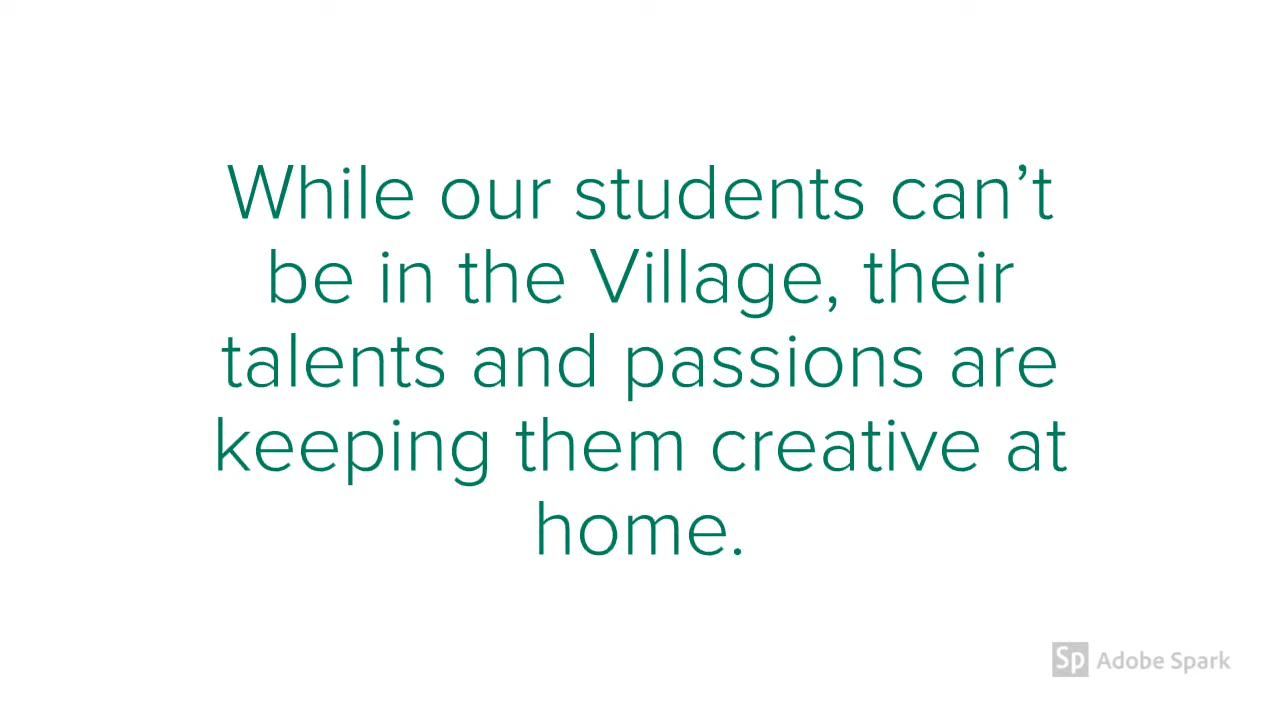 While our students can’t
be in the Village, their
talents and passions are
keeping them creative at
home.
Sp Adobe Spark